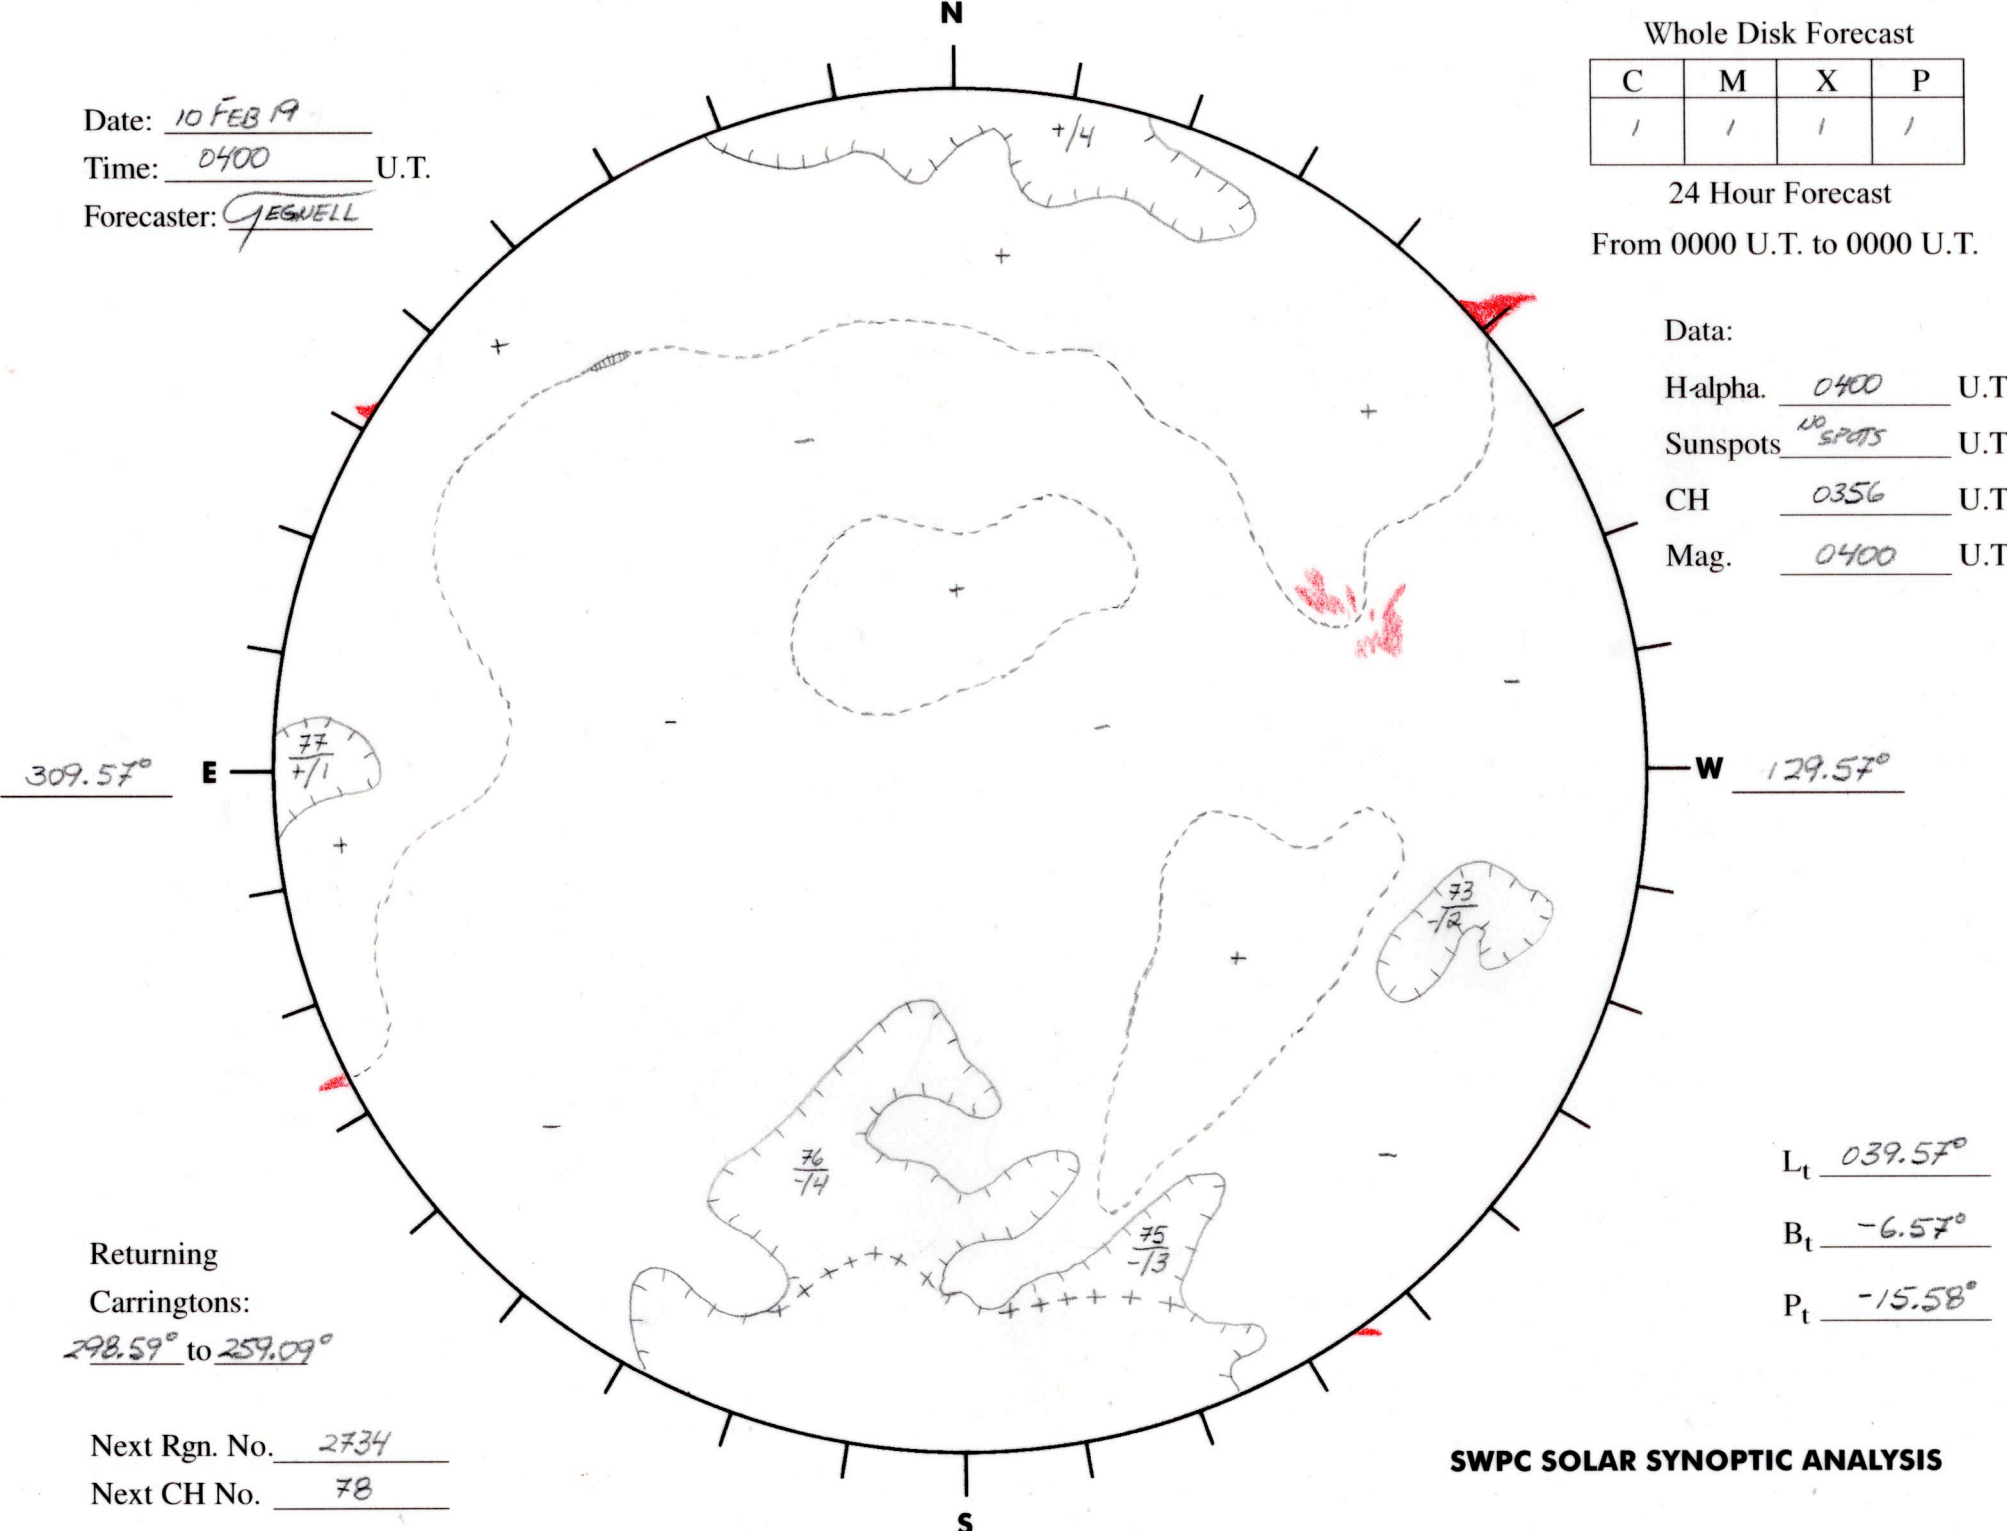 N
Date: 10 FEB 19
Time: 0400 U.T.
Forecaster: GEGNELL
Whole Disk Forecast
C M X P
1 1 1 1
24 Hour Forecast
From 0000 U.T. to 0000 U.T.
Data:
H-alpha. 0400 U.T
Sunspots NO SPOTS U.T
CH 0356 U.T
Mag. 0400 U.T
+/4
+
+
+
-
+
-
-
-
77
+/1
309.57° E
W 129.57°
+
73
-/2
+
76
-/4
-
-
75
-/3
Lt 039.57°
Bt -6.57°
Pt -15.58°
Returning
Carringtons:
298.59° to 259.09°
Next Rgn. No. 2734
Next CH No. 78
SWPC SOLAR SYNOPTIC ANALYSIS
S